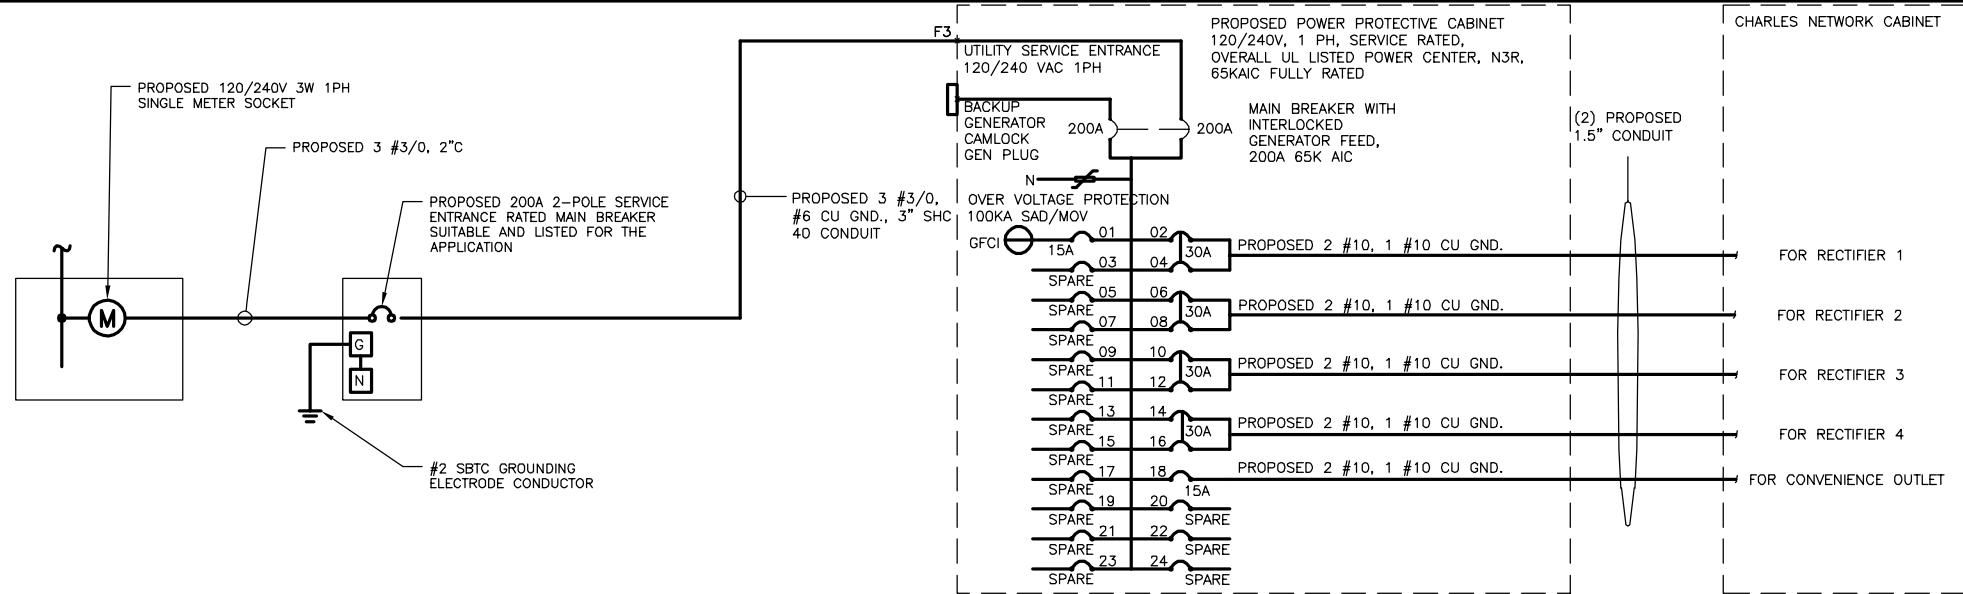 PROPOSED 120/240V 3W 1PH
SINGLE METER SOCKET
PROPOSED 3 #3/0, 2"C
PROPOSED 200A 2-POLE SERVICE
ENTRANCE RATED MAIN BREAKER
SUITABLE AND LISTED FOR THE
APPLICATION
M
G
N
#2 SBTC GROUNDING
ELECTRODE CONDUCTOR
PROPOSED 3 #3/0,
#6 CU GND., 3" SHC
40 CONDUIT
F3
UTILITY SERVICE ENTRANCE
120/240 VAC 1PH
BACKUP
GENERATOR
CAMLOCK
GEN PLUG
200A
200A
PROPOSED POWER PROTECTIVE CABINET
120/240V, 1 PH, SERVICE RATED,
OVERALL UL LISTED POWER CENTER, N3R,
65KAIC FULLY RATED
MAIN BREAKER WITH
INTERLOCKED
GENERATOR FEED,
200A 65K AIC
N
OVER VOLTAGE PROTECTION
100KA SAD/MOV
GFCI
15A
01
02
30A
PROPOSED 2 #10, 1 #10 CU GND.
FOR RECTIFIER 1
SPARE
03
04
SPARE
05
06
30A
PROPOSED 2 #10, 1 #10 CU GND.
FOR RECTIFIER 2
SPARE
07
08
SPARE
09
10
30A
PROPOSED 2 #10, 1 #10 CU GND.
FOR RECTIFIER 3
SPARE
11
12
SPARE
13
14
30A
PROPOSED 2 #10, 1 #10 CU GND.
FOR RECTIFIER 4
SPARE
15
16
SPARE
17
18
15A
PROPOSED 2 #10, 1 #10 CU GND.
FOR CONVENIENCE OUTLET
SPARE
19
20
SPARE
SPARE
21
22
SPARE
SPARE
23
24
SPARE
(2) PROPOSED
1.5" CONDUIT
CHARLES NETWORK CABINET